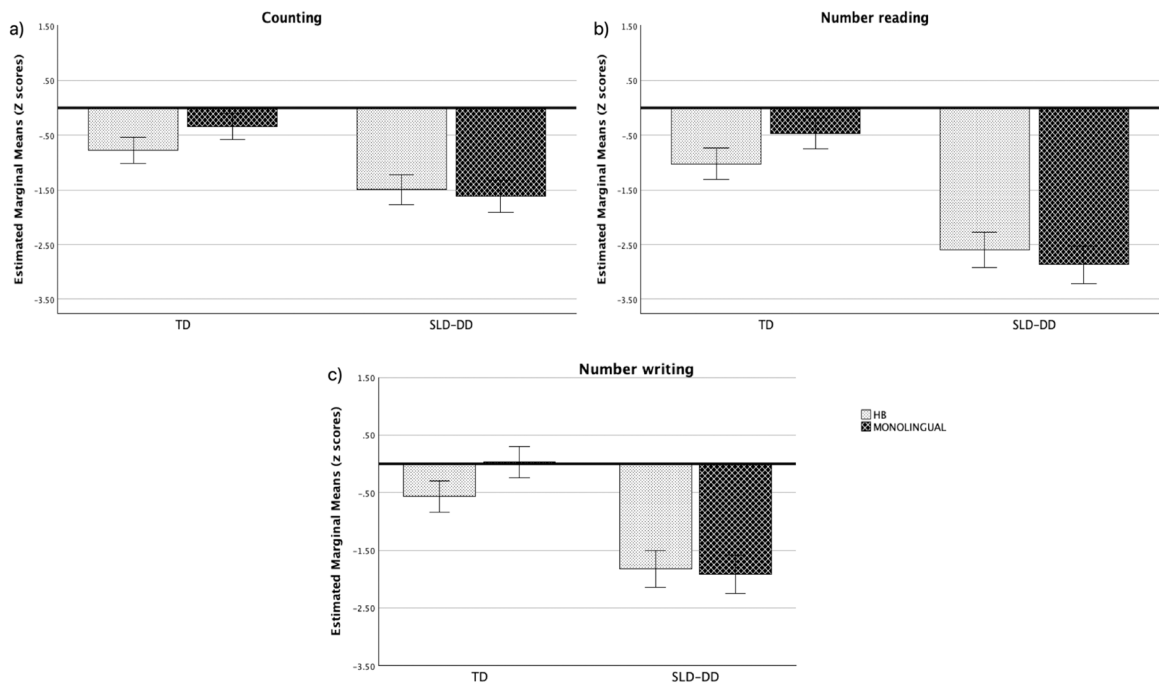 a)
Counting
Estimated Marginal Means (Z scores)
1.50
.50
-.50
-1.50
-2.50
-3.50
TD
SLD-DD
b)
Number reading
Estimated Marginal Means (Z scores)
1.50
.50
-.50
-1.50
-2.50
-3.50
TD
SLD-DD
c)
Number writing
Estimated Marginal Means (z scores)
1.50
.50
-.50
-1.50
-2.50
-3.50
TD
SLD-DD
HB
MONOLINGUAL